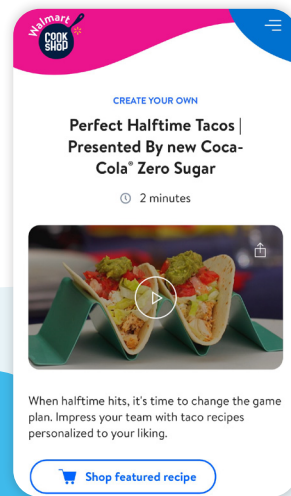 Walmart
COOK
SHOP
CREATE YOUR OWN
Perfect Halftime Tacos |
Presented By new Coca-
Cola® Zero Sugar
2 minutes
When halftime hits, it's time to change the game
plan. Impress your team with taco recipes
personalized to your liking.
Shop featured recipe